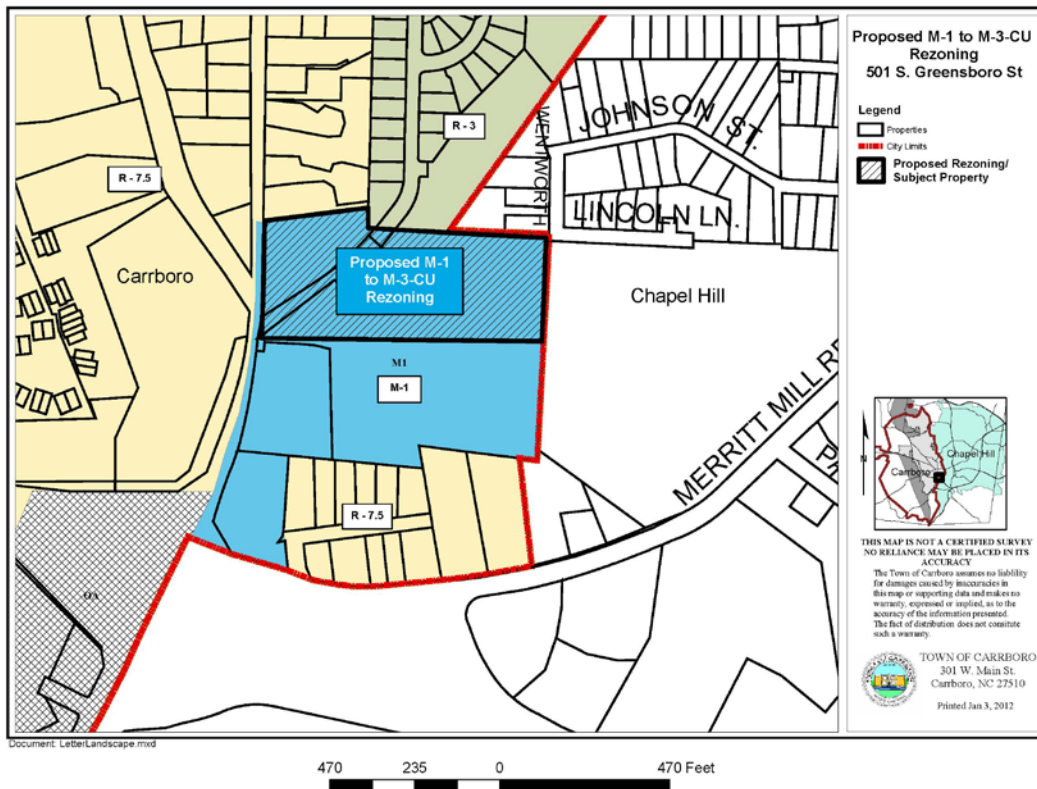 Proposed M-1 to M-3-CU
Rezoning
501 S. Greensboro St
Legend
Properties
City Limits
Proposed Rezoning/
Subject Property
R - 3
R - 7.5
WENTWORTH
JOHNSON ST.
LINCOLN LN.
Carrboro
Proposed M-1
to M-3-CU
Rezoning
Chapel Hill
M1
M-1
MERRITT MILL RD
R - 7.5
OA
Chapel Hill
Carrboro
N
THIS MAP IS NOT A CERTIFIED SURVEY
NO RELIANCE MAY BE PLACED IN ITS
ACCURACY
The Town of Carrboro assumes no liability
for damages caused by inaccuracies in
this map or supporting data and makes no
warranty, expressed or implied, as to the
accuracy of the information presented.
The fact of distribution does not constitute
such a warranty.
TOWN OF CARRBORO
301 W. Main St.
Carrboro, NC 27510
Printed Jan 3, 2012
Document: LetterLandscape.mxd
470 235 0 470 Feet